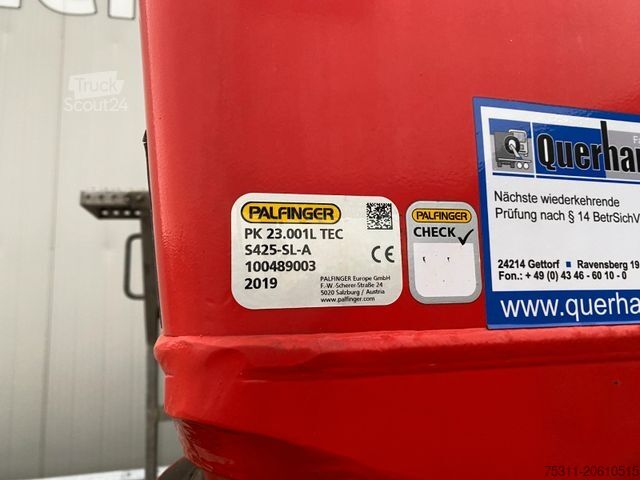 Truck
Scout24
PALFINGER
PK 23.001L TEC
S425-SL-A
100489003
2019
CE
PALFINGER Europe GmbH
F.-W.-Scherer-Straße 24
5020 Salzburg / Austria
www.palfinger.com
PALFINGER
CHECK
Querha
Nächste wiederkehrende
Prüfung nach § 14 BetrSichV
24214 Gettorf ■ Ravensberg 19
Fon.: + 49 (0) 43 46 - 60 10 - 0
www.querha
75311-20610515